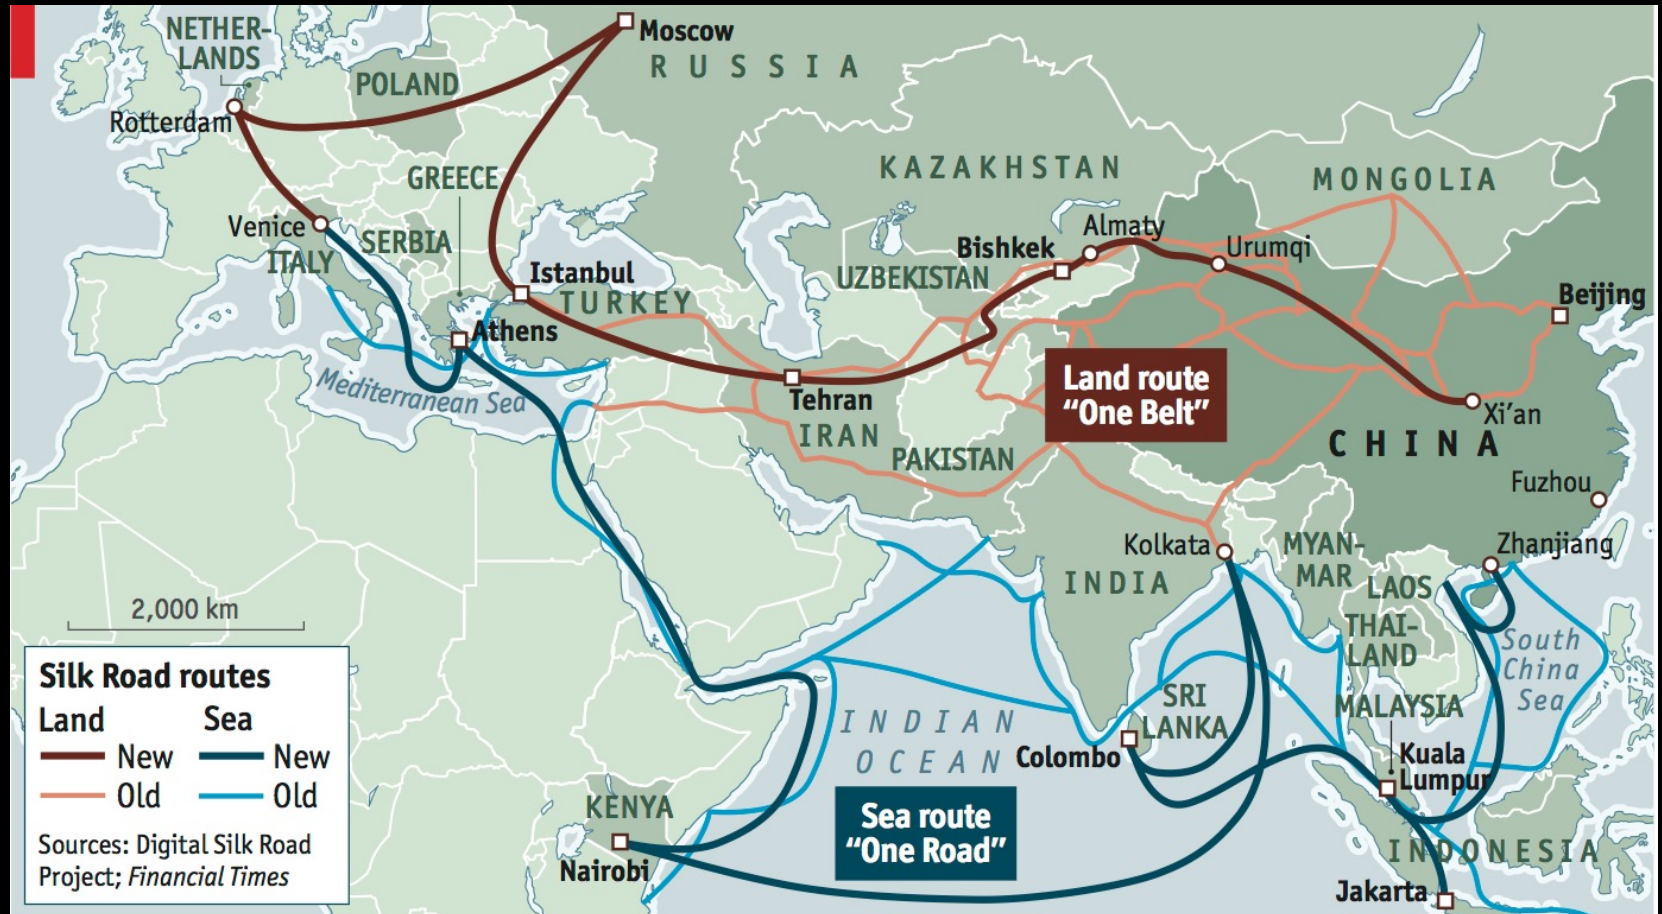 NETHER-
LANDS
Moscow
RUSSIA
POLAND
Rotterdam
KAZAKHSTAN
MONGOLIA
GREECE
Venice
SERBIA
ITALY
Almaty
Bishkek
Urumqi
UZBEKISTAN
Istanbul
TURKEY
Beijing
Athens
Mediterranean Sea
Land route
“One Belt”
Tehran
IRAN
Xi’an
CHINA
PAKISTAN
Fuzhou
Kolkata
Zhanjiang
INDIA
MYAN-
MAR
LAOS
THAI-
LAND
South
China
Sea
2,000 km
Silk Road routes
Land Sea
New New
Old Old
Sources: Digital Silk Road
Project; Financial Times
SRI
LANKA
MALAYSIA
INDIAN
OCEAN
Colombo
Kuala
Lumpur
KENYA
Nairobi
Sea route
“One Road”
INDONESIA
Jakarta